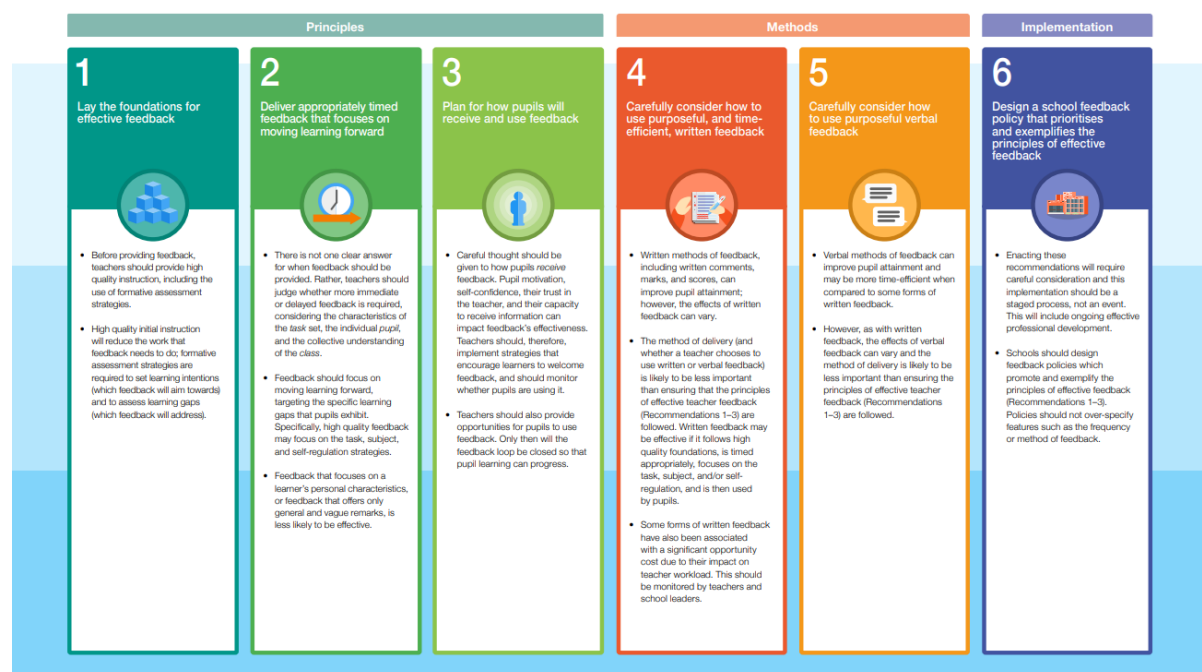 Principles
Methods
Implementation
1
Lay the foundations for
effective feedback
• Before providing feedback,
teachers should provide high
quality instruction, including the
use of formative assessment
strategies.
• High quality initial instruction
will reduce the work that
feedback needs to do; formative
assessment strategies are
required to set learning intentions
(which feedback will aim towards)
and to assess learning gaps
(which feedback will address).
2
Deliver appropriately timed
feedback that focuses on
moving learning forward
• There is not one clear answer
for when feedback should be
provided. Rather, teachers should
judge whether more immediate
or delayed feedback is required,
considering the characteristics of
the task set, the individual pupil,
and the collective understanding
of the class.
• Feedback should focus on
moving learning forward,
targeting the specific learning
gaps that pupils exhibit.
Specifically, high quality feedback
may focus on the task, subject,
and self-regulation strategies.
• Feedback that focuses on a
learner's personal characteristics,
or feedback that offers only
general and vague remarks, is
less likely to be effective.
3
Plan for how pupils will
receive and use feedback
• Careful thought should be
given to how pupils receive
feedback. Pupil motivation,
self-confidence, their trust in
the teacher, and their capacity
to receive information can
impact feedback's effectiveness.
Teachers should, therefore,
implement strategies that
encourage learners to welcome
feedback, and should monitor
whether pupils are using it.
• Teachers should also provide
opportunities for pupils to use
feedback. Only then will the
feedback loop be closed so that
pupil learning can progress.
4
Carefully consider how to
use purposeful, and time-
efficient, written feedback
• Written methods of feedback,
including written comments,
marks, and scores, can
improve pupil attainment;
however, the effects of written
feedback can vary.
• The method of delivery (and
whether a teacher chooses to
use written or verbal feedback)
is likely to be less important
than ensuring that the principles
of effective teacher feedback
(Recommendations 1–3) are
followed. Written feedback may
be effective if it follows high
quality foundations, is timed
appropriately, focuses on the
task, subject, and/or self-
regulation, and is then used
by pupils.
• Some forms of written feedback
have also been associated
with a significant opportunity
cost due to their impact on
teacher workload. This should
be monitored by teachers and
school leaders.
5
Carefully consider how
to use purposeful verbal
feedback
• Verbal methods of feedback can
improve pupil attainment and
may be more time-efficient when
compared to some forms of
written feedback.
• However, as with written
feedback, the effects of verbal
feedback can vary and the
method of delivery is likely to be
less important than ensuring the
principles of effective teacher
feedback (Recommendations
1–3) are followed.
6
Design a school feedback
policy that prioritises
and exemplifies the
principles of effective
feedback
• Enacting these
recommendations will require
careful consideration and this
implementation should be a
staged process, not an event.
This will include ongoing effective
professional development.
• Schools should design
feedback policies which
promote and exemplify the
principles of effective feedback
(Recommendations 1–3).
Policies should not over-specify
features such as the frequency
or method of feedback.